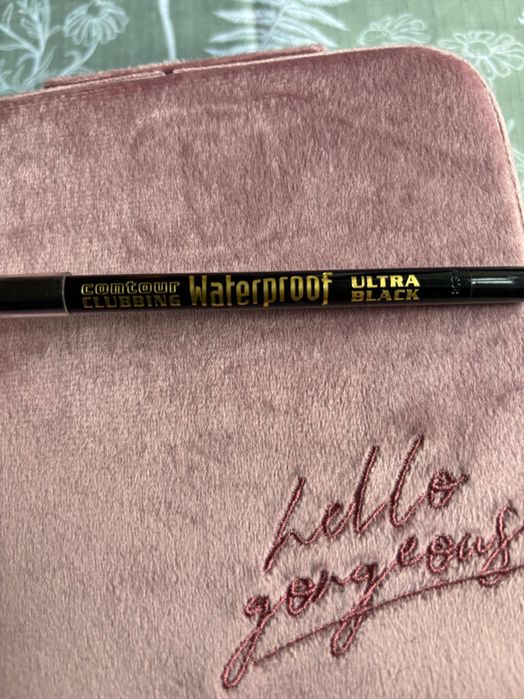 contour
CLUBBING
Waterproof
ULTRA
BLACK
hello
gorgeous